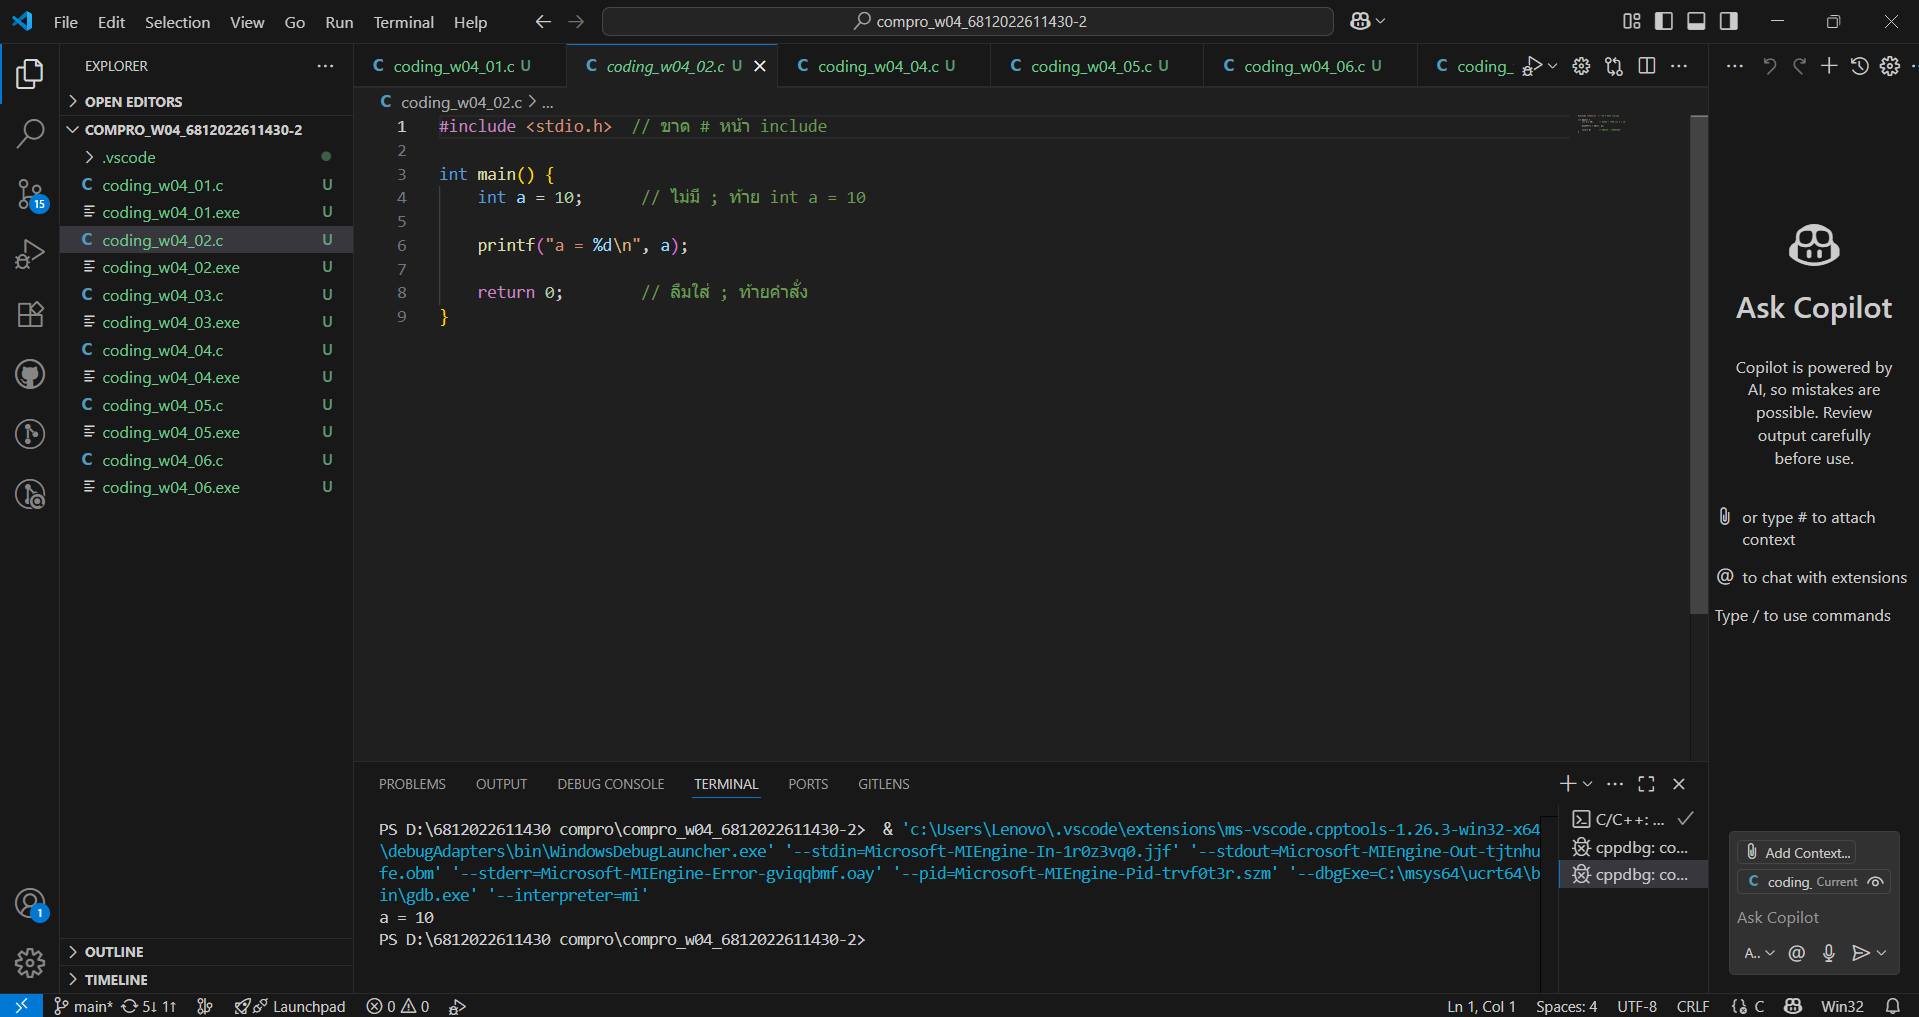 File Edit Selection View Go Run Terminal Help
compro_w04_6812022611430-2
EXPLORER
OPEN EDITORS
COMPRO_W04_6812022611430-2
.vscode
coding_w04_01.c U
coding_w04_01.exe U
coding_w04_02.c U
coding_w04_02.exe U
coding_w04_03.c U
coding_w04_03.exe U
coding_w04_04.c U
coding_w04_04.exe U
coding_w04_05.c U
coding_w04_05.exe U
coding_w04_06.c U
coding_w04_06.exe U
15
1
OUTLINE
TIMELINE
C coding_w04_01.c U
C coding_w04_02.c U
C coding_w04_04.c U
C coding_w04_05.c U
C coding_w04_06.c U
C coding_
C coding_w04_02.c > ...
1 #include <stdio.h> // ขาด # หน้า include
2
3 int main() {
4 int a = 10; // ไม่มี ; ท้าย int a = 10
5
6 printf("a = %d\n", a);
7
8 return 0; // ลืมใส่ ; ท้ายคำสั่ง
9 }
PROBLEMS OUTPUT DEBUG CONSOLE TERMINAL PORTS GITLENS
PS D:\6812022611430 compro\compro_w04_6812022611430-2> & 'c:\Users\Lenovo\.vscode\extensions\ms-vscode.cpptools-1.26.3-win32-x64
\debugAdapters\bin\WindowsDebugLauncher.exe' '--stdin=Microsoft-MIEngine-In-1r0z3vq0.jjf' '--stdout=Microsoft-MIEngine-Out-tjtnhu
fe.obm' '--stderr=Microsoft-MIEngine-Error-gviqqbmf.oay' '--pid=Microsoft-MIEngine-Pid-trvf0t3r.szm' '--dbgExe=C:\msys64\ucrt64\b
in\gdb.exe' '--interpreter=mi'
a = 10
PS D:\6812022611430 compro\compro_w04_6812022611430-2>
C/C++: ...
cppdbg: co...
cppdbg: co...
Ask Copilot
Copilot is powered by
AI, so mistakes are
possible. Review
output carefully
before use.
or type # to attach
context
@ to chat with extensions
Type / to use commands
Add Context...
C coding_ Current
Ask Copilot
A.. @
main* 5↓ 1↑ Launchpad 0 0
Ln 1, Col 1 Spaces: 4 UTF-8 CRLF C Win32